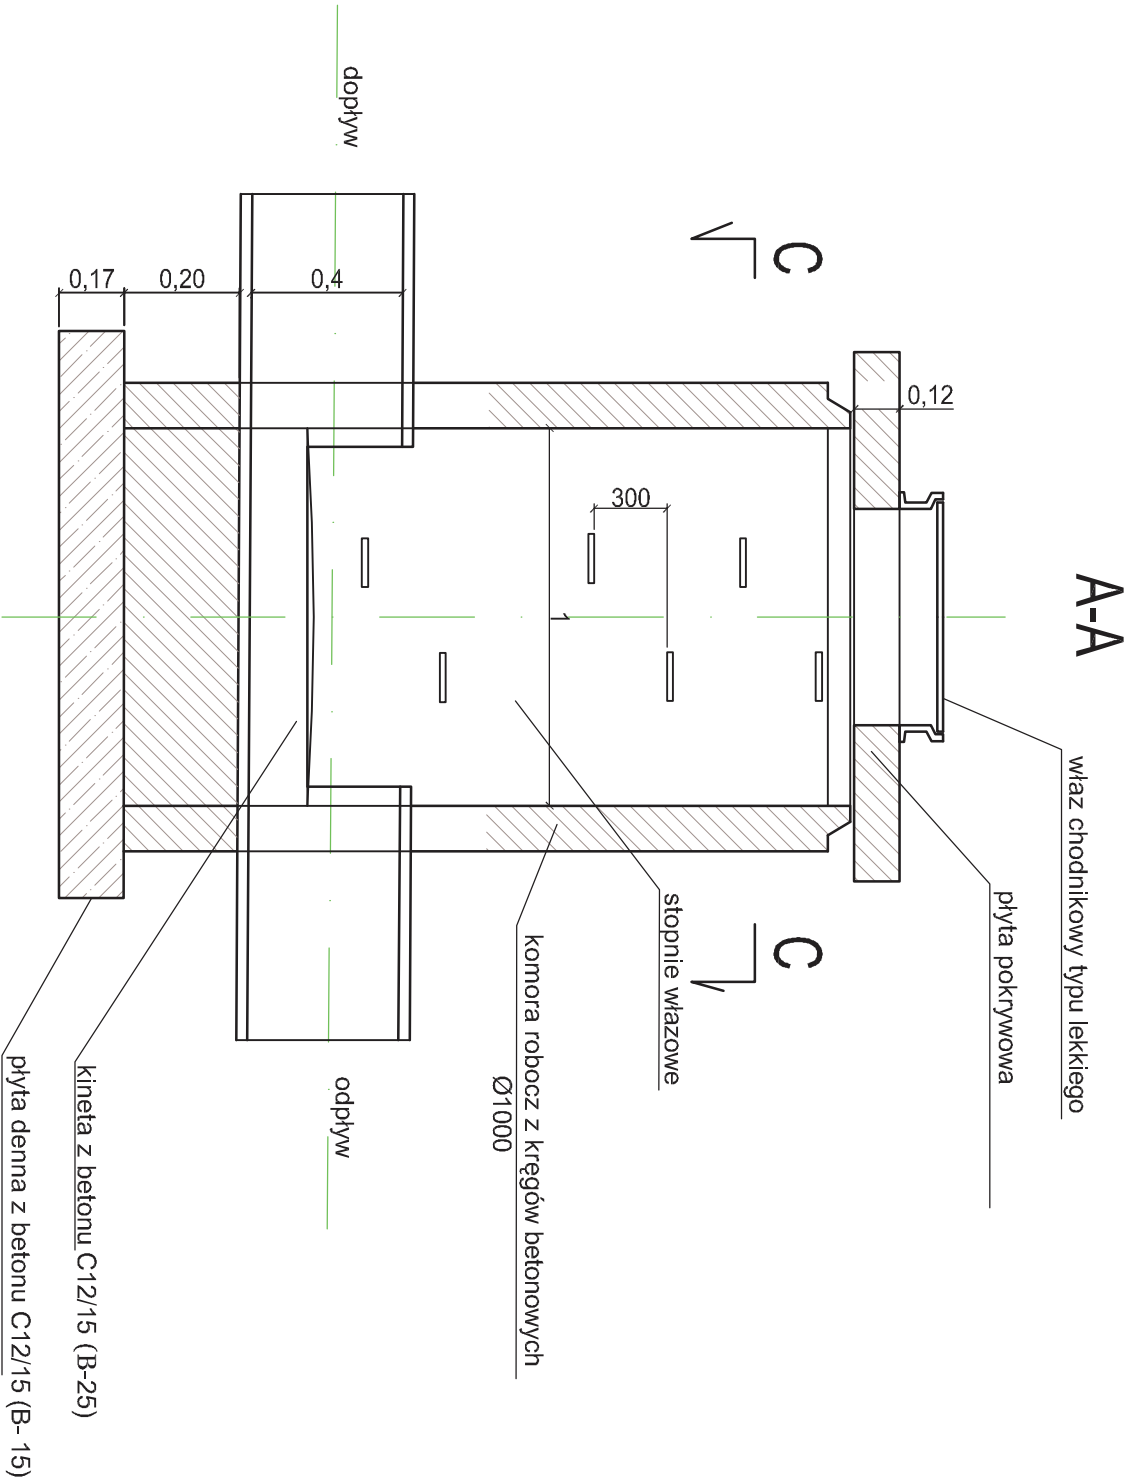 A-A
właz chodnikowy typu lekkiego
płyta pokrywowa
0,12
C
C
stopnie włazowe
300
komora robocz z kręgów betonowych
Ø1000
1
dopływ
odpływ
0,4
0,20
0,17
kineta z betonu C12/15 (B-25)
płyta denna z betonu C12/15 (B- 15)